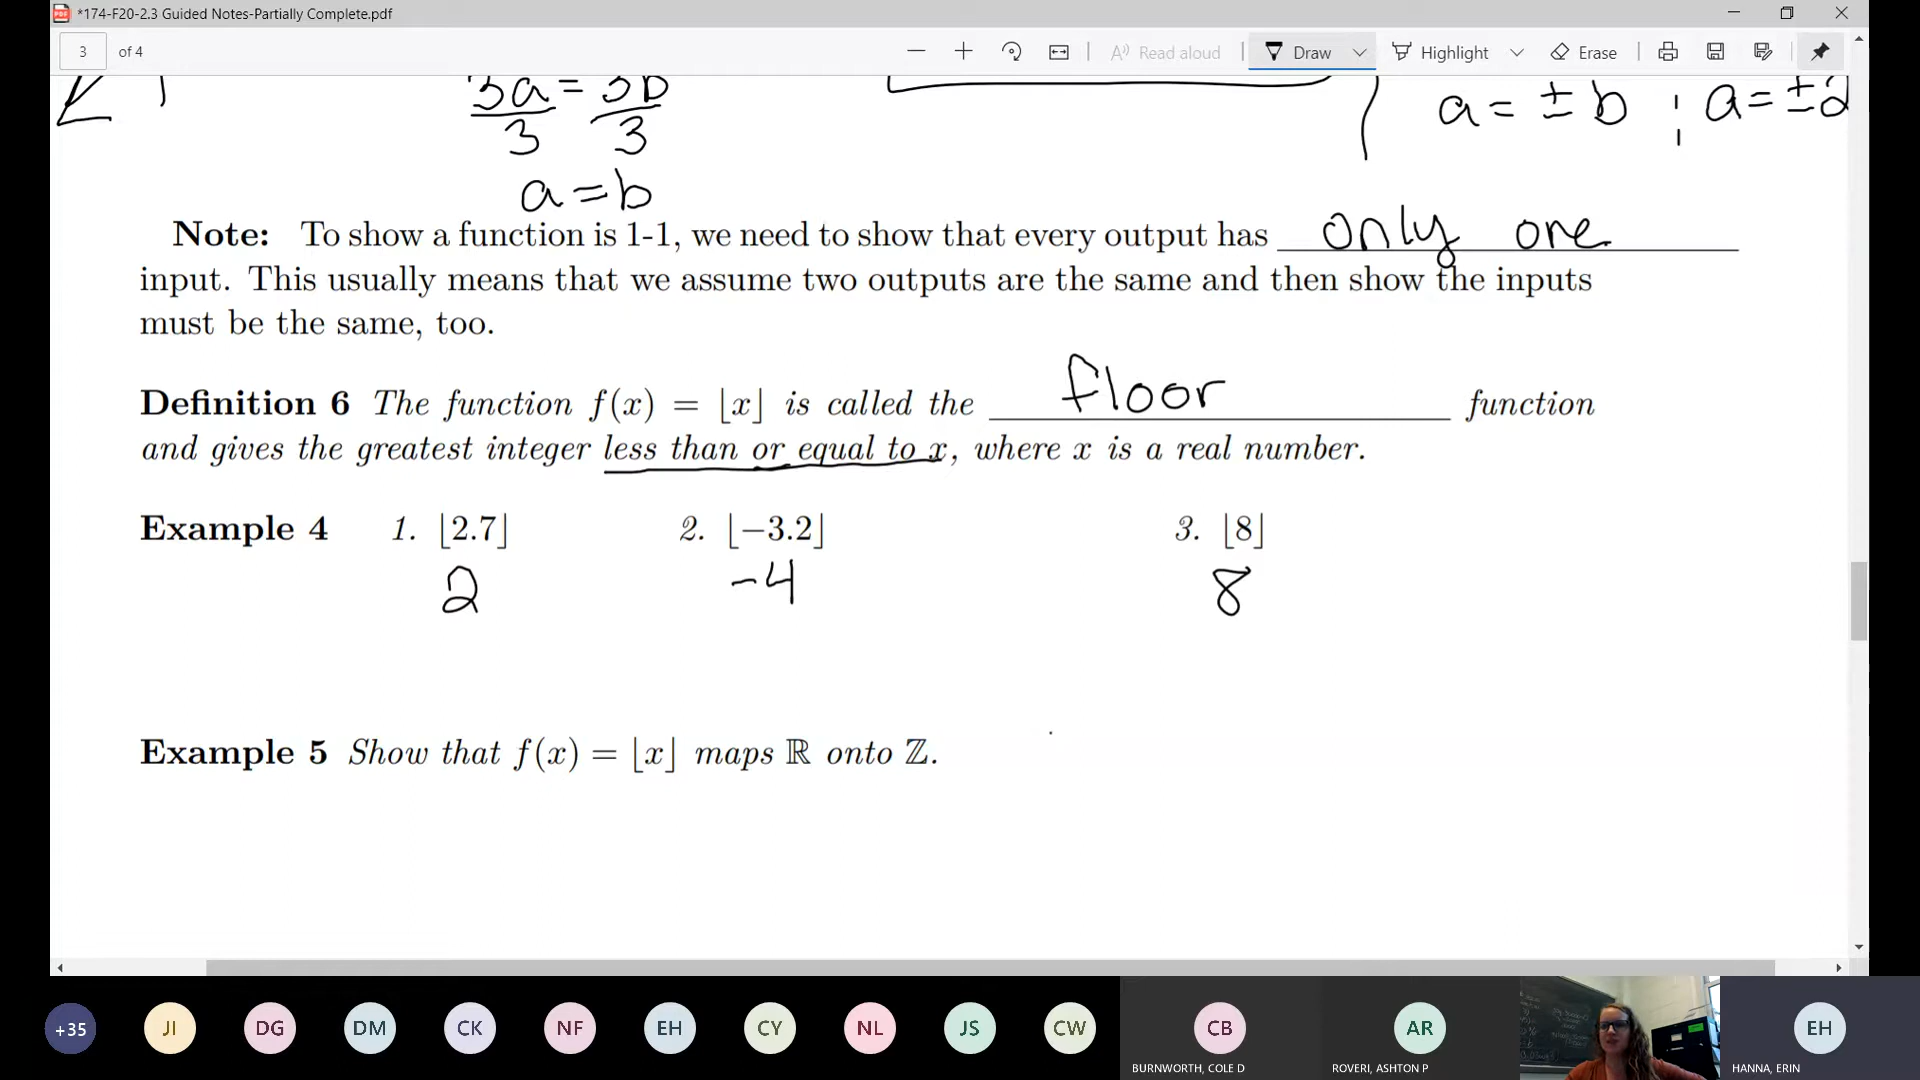 *174-F20-2.3 Guided Notes-Partially Complete.pdf
3 of 4 Read aloud Draw Highlight Erase
3a = 3b
3 3
a = ± b a = ±2
a = b
Note: To show a function is 1-1, we need to show that every output has only one
input. This usually means that we assume two outputs are the same and then show the inputs
must be the same, too.
Definition 6 The function f(x) = ⌊x⌋ is called the floor function
and gives the greatest integer less than or equal to x, where x is a real number.
Example 4 1. ⌊2.7⌋ 2. ⌊−3.2⌋ 3. ⌊8⌋
2 -4 8
Example 5 Show that f(x) = ⌊x⌋ maps ℝ onto ℤ.
+35 JI DG DM CK NF EH CY NL JS CW CB AR EH
BURNWORTH, COLE D ROVERI, ASHTON P HANNA, ERIN